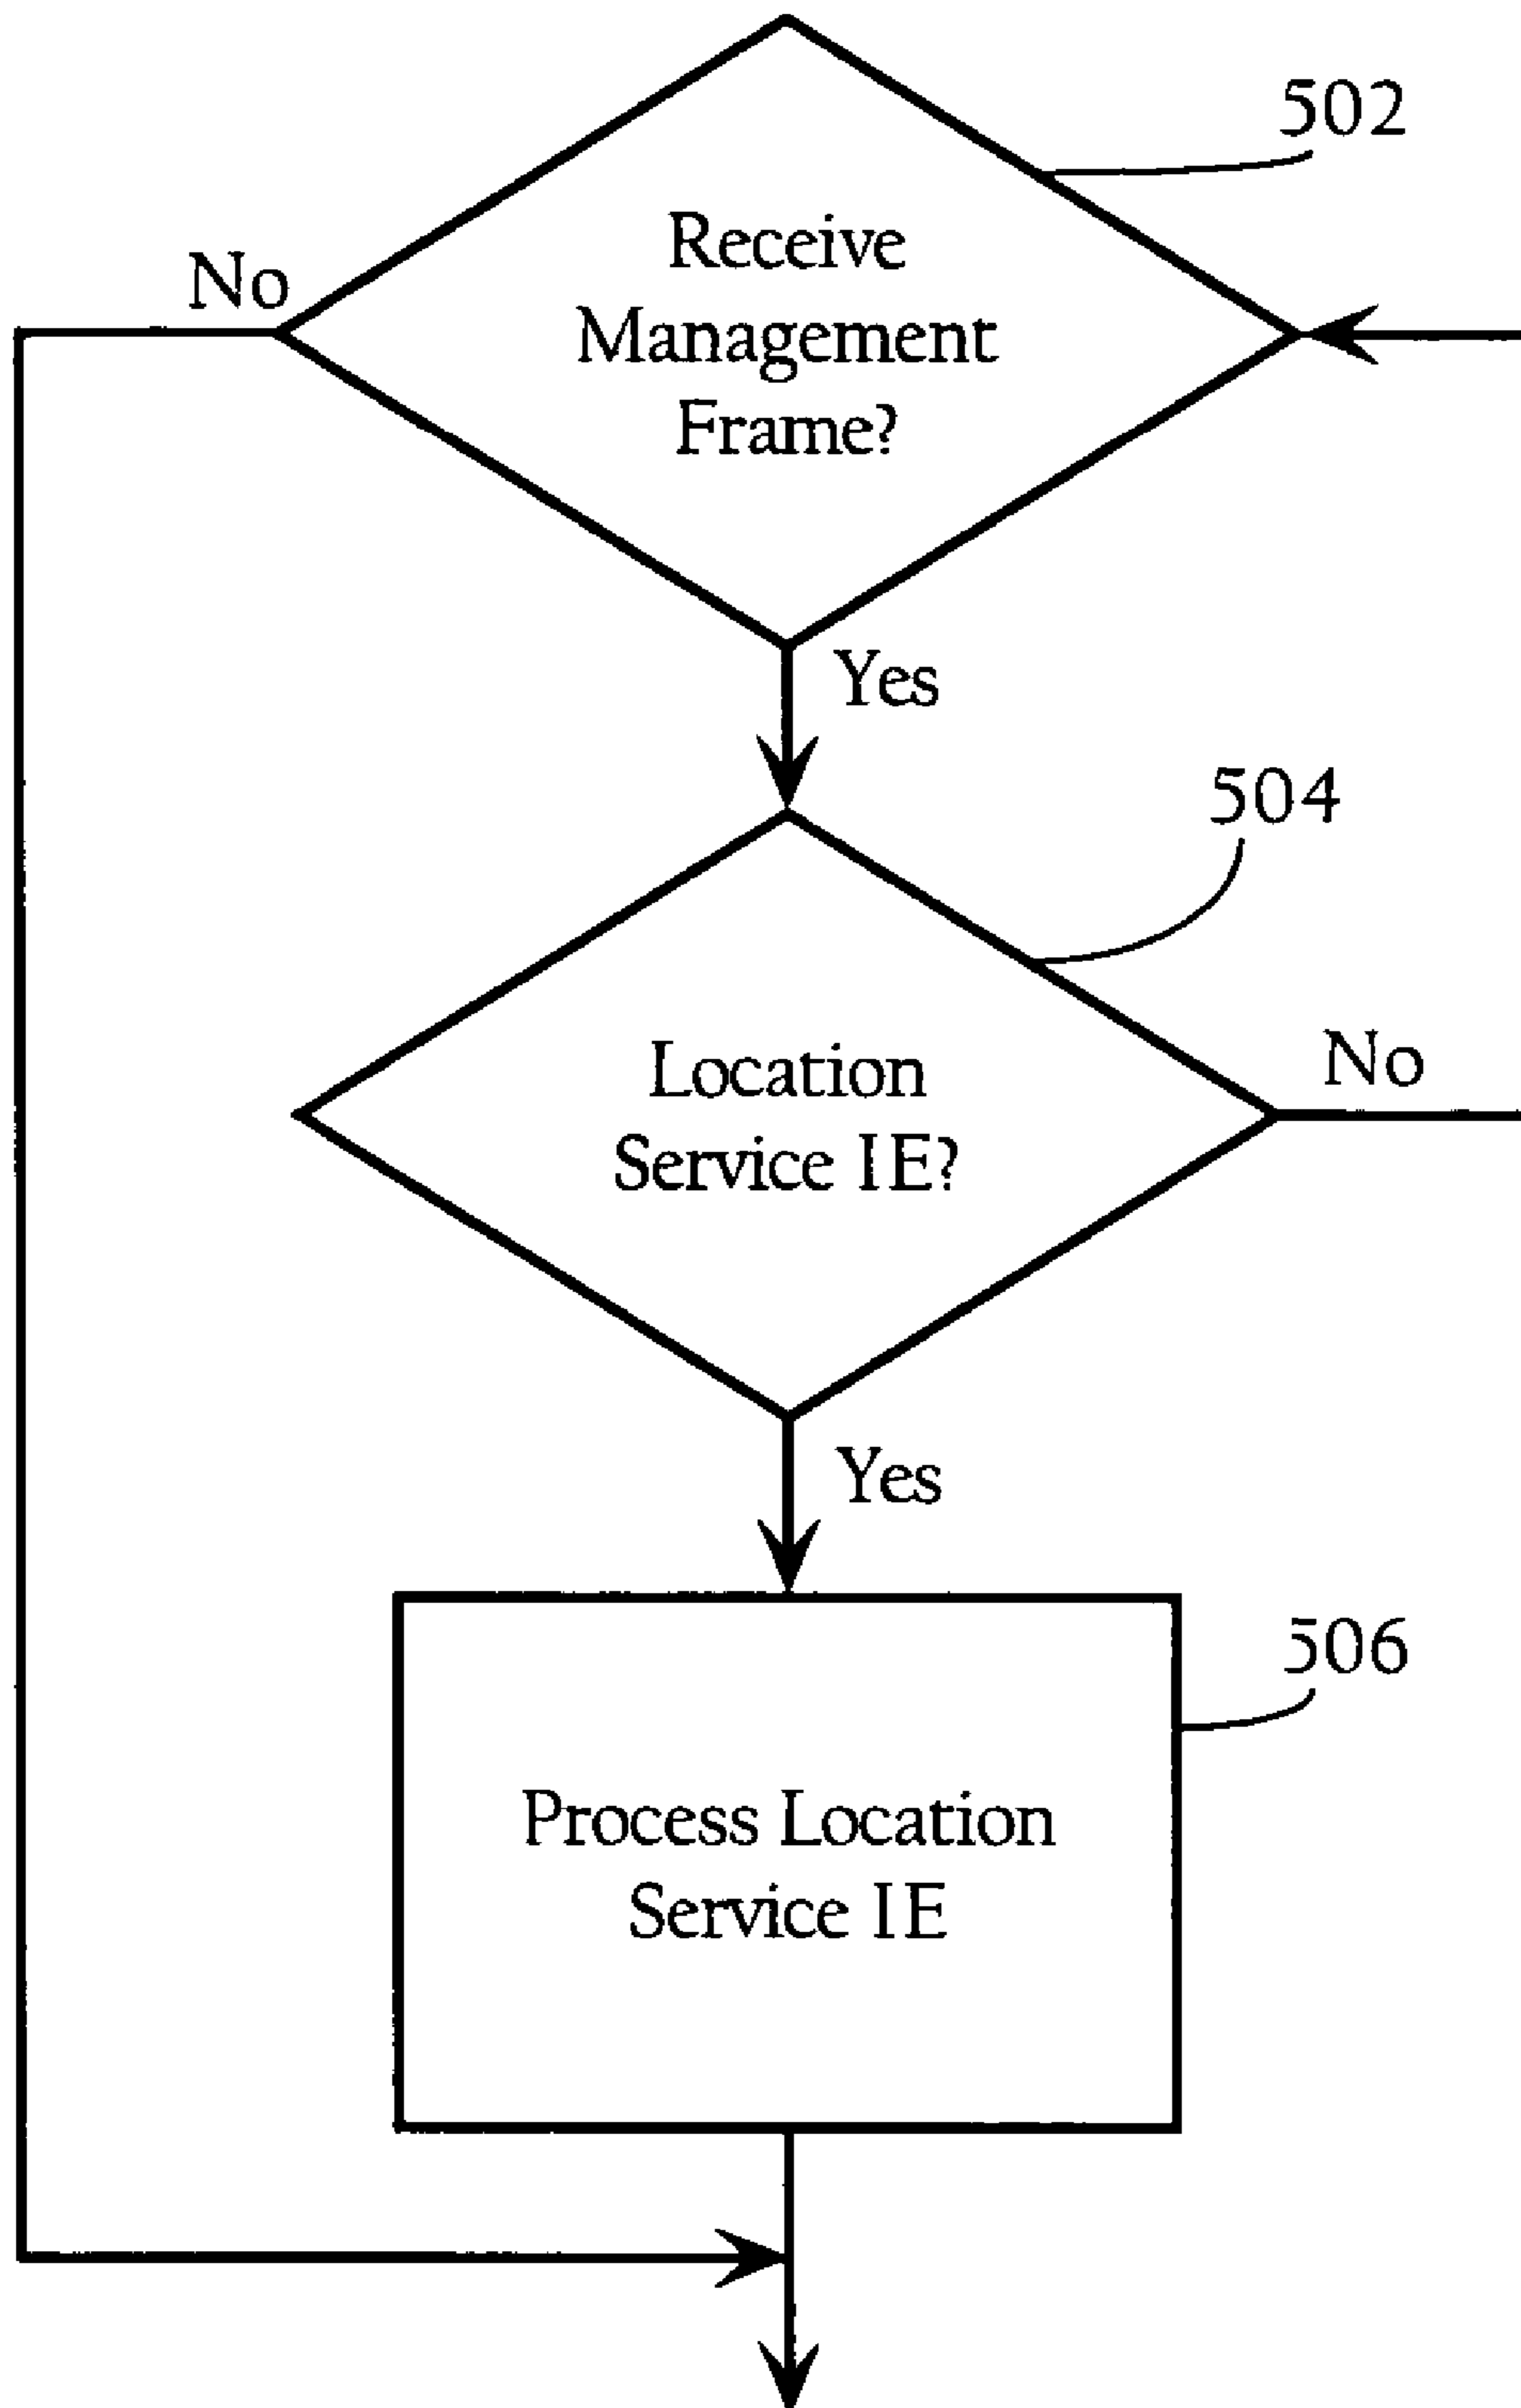 502
Receive
Management
Frame?
No
Yes
504
Location
Service IE?
No
Yes
506
Process Location
Service IE